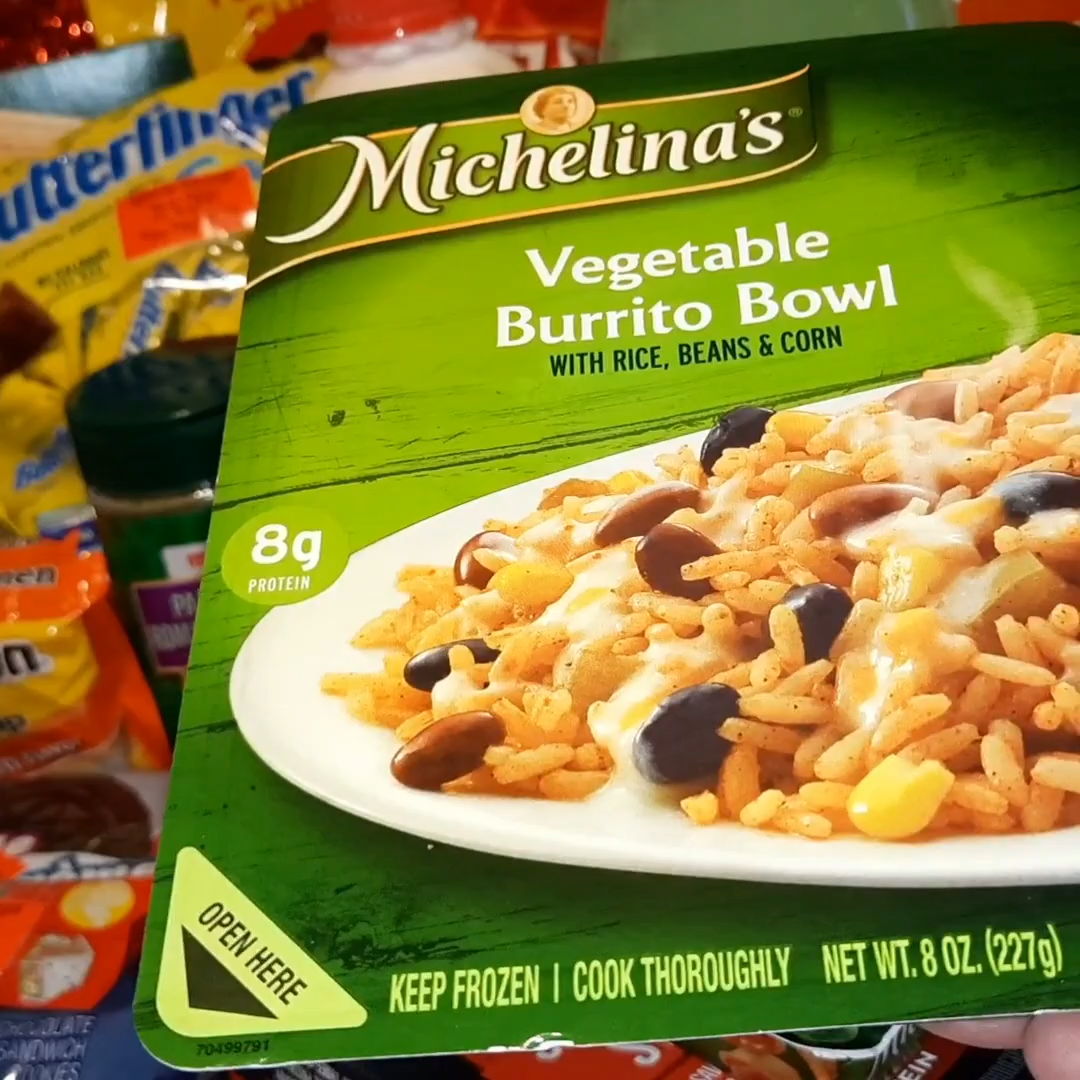 Michelina's®
Vegetable
Burrito Bowl
WITH RICE, BEANS & CORN
8g
PROTEIN
OPEN HERE
KEEP FROZEN | COOK THOROUGHLY NET WT. 8 OZ. (227g)
70499791
utterfinger